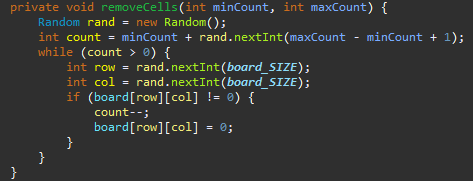 private void removeCells(int minCount, int maxCount) {
    Random rand = new Random();
    int count = minCount + rand.nextInt(maxCount - minCount + 1);
    while (count > 0) {
        int row = rand.nextInt(board_SIZE);
        int col = rand.nextInt(board_SIZE);
        if (board[row][col] != 0) {
            count--;
            board[row][col] = 0;
        }
    }
}